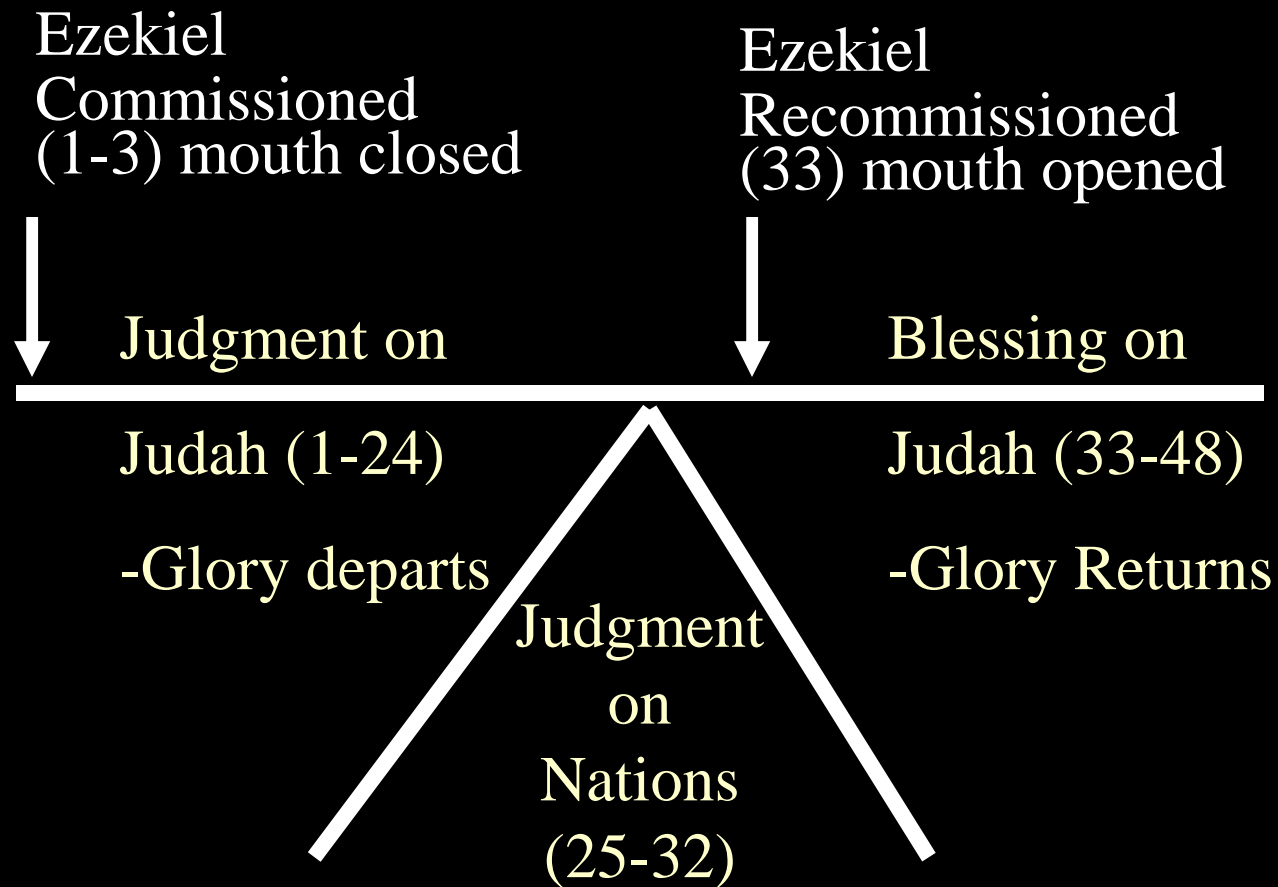 Ezekiel
Commissioned
(1-3) mouth closed
Ezekiel
Recommissioned
(33) mouth opened
Judgment on
Judah (1-24)
-Glory departs
Judgment
on
Nations
(25-32)
Blessing on
Judah (33-48)
-Glory Returns